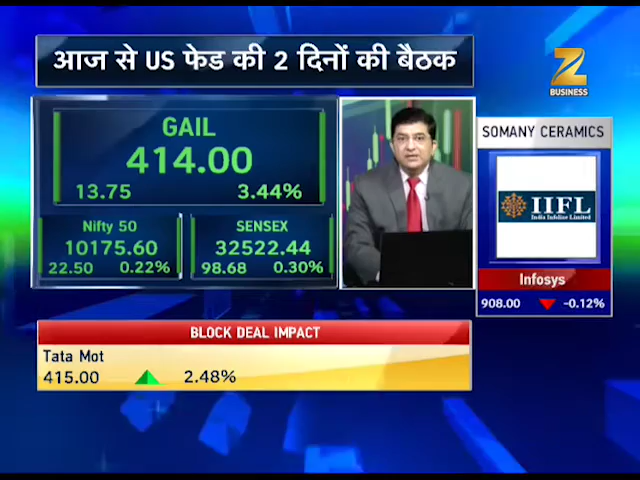 आज से US फेड की 2 दिनों की बैठक
Z
BUSINESS
GAIL
414.00
13.75 3.44%
Nifty 50
10175.60
22.50 0.22%
SENSEX
32522.44
98.68 0.30%
SOMANY CERAMICS
IIFL
India Infoline Limited
Infosys
908.00 -0.12%
BLOCK DEAL IMPACT
Tata Mot
415.00 2.48%